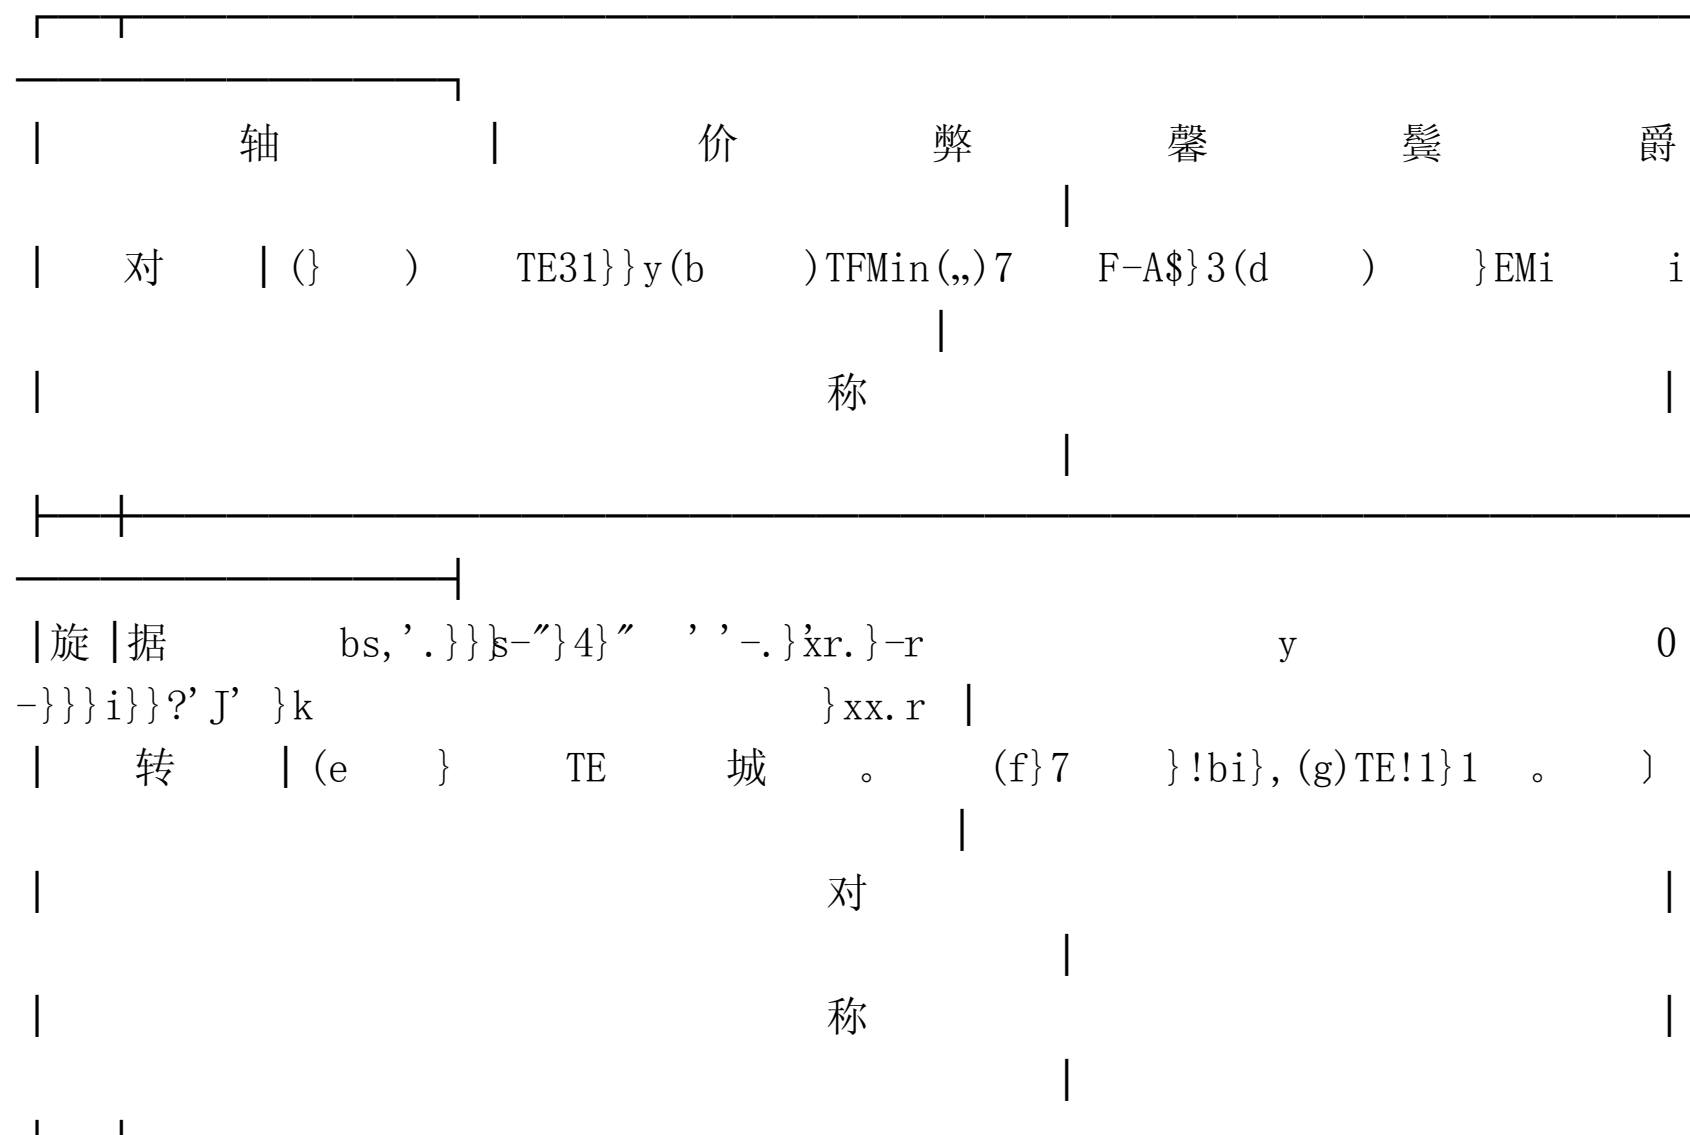 ┌──┬─────────────────────────────────────
──────────┐
│ 轴 │ 价 弊 馨 鬓 爵
│
│ 对 │(} ) TE31}}y(b )TFMin(„)7 F-A$}3(d ) }EMi i
│
│ 称 │
│
├──┼─────────────────────────────────────
──────────┤
│旋│据 bs,'.}}}s-"}4}" ' '-.}'xr.}-r y 0
-}}}i}}?'J' }k }xx.r │
│ 转 │(e } TE 城 。 (f}7 }!bi},(g)TE!1}1 。 〕
│
│ 对 │
│
│ 称 │
│